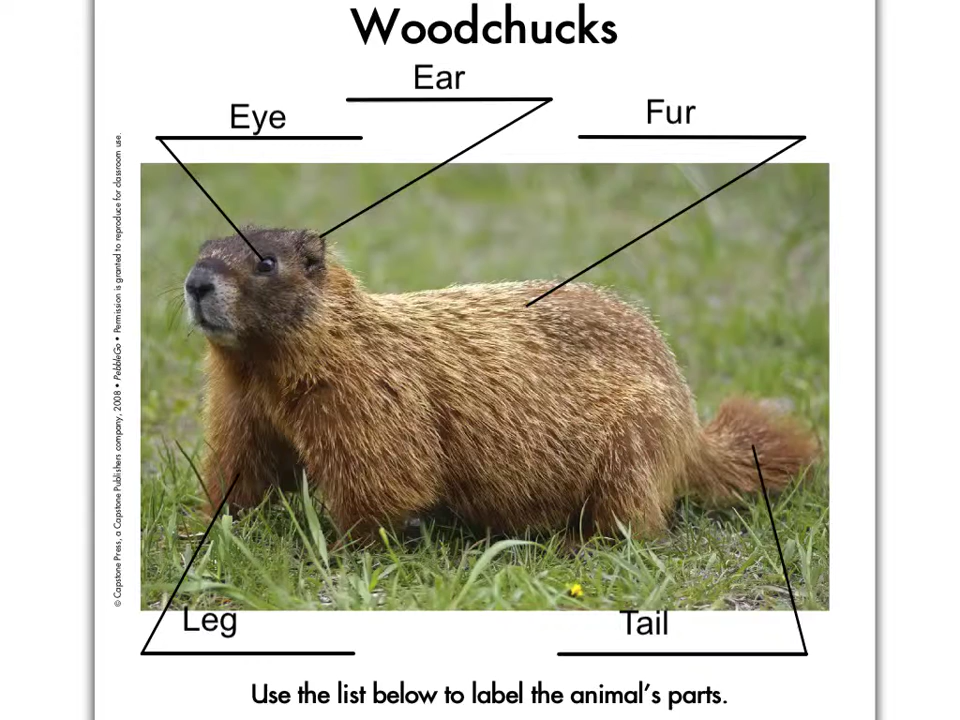 Woodchucks
Ear
Eye
Fur
© Capstone Press, a Capstone Publishers company, 2008 • PebbleGo • Permission is granted to reproduce for classroom use.
Leg
Tail
Use the list below to label the animal's parts.